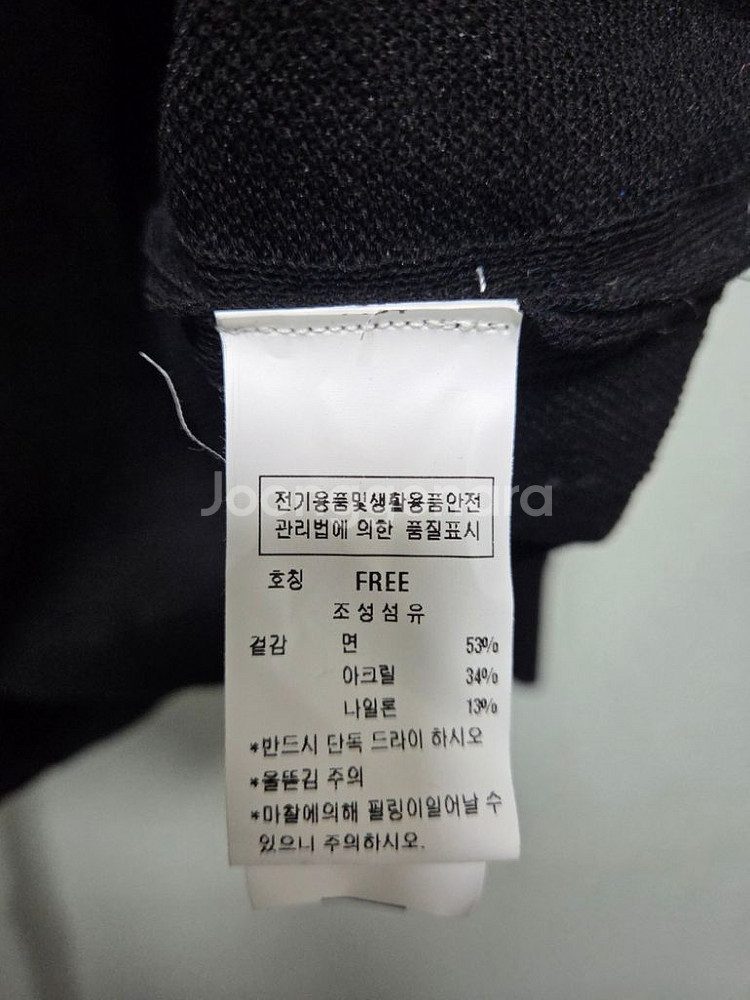 전기용품및생활용품안전
관리법에 의한 품질표시
호칭 FREE
조성섬유
겉감 면 53%
아크릴 34%
나일론 13%
*반드시 단독 드라이 하시오
*올뜯김 주의
*마찰에의해 필링이일어날 수
있으니 주의하시오.
Joonggonara